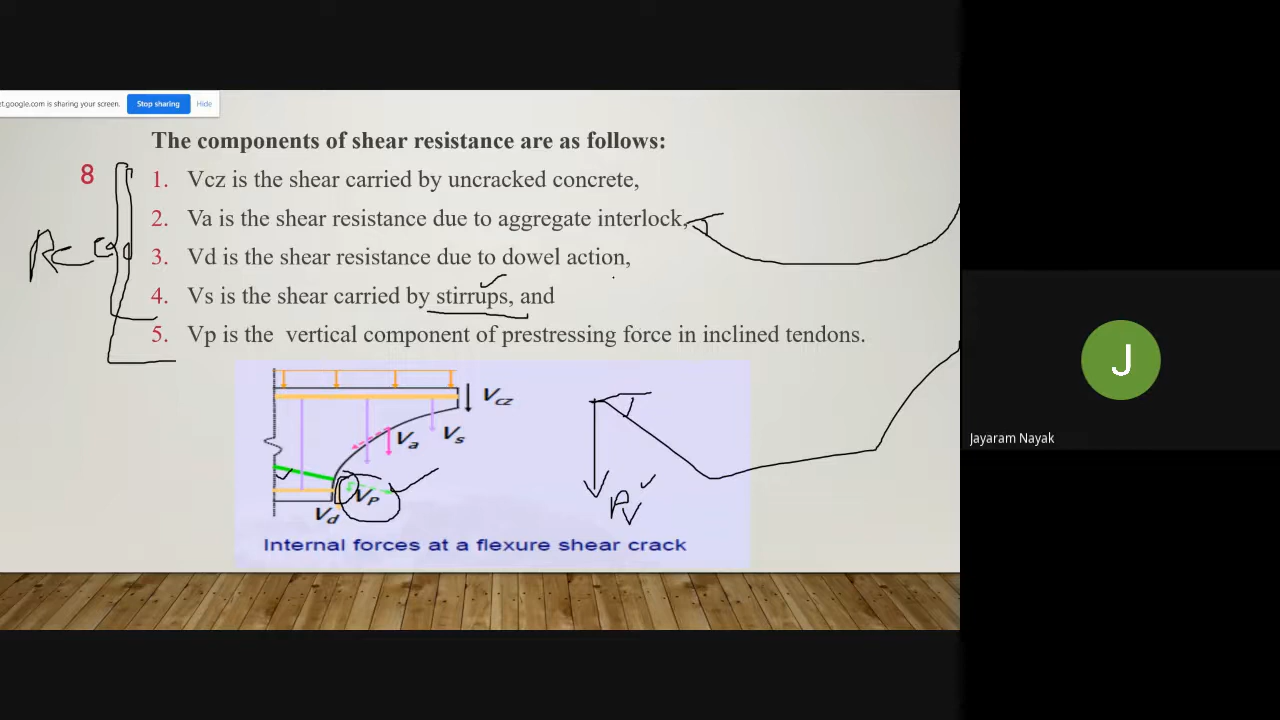 et.google.com is sharing your screen. Stop sharing Hide
The components of shear resistance are as follows:
8
1. Vcz is the shear carried by uncracked concrete,
2. Va is the shear resistance due to aggregate interlock,
3. Vd is the shear resistance due to dowel action,
4. Vs is the shear carried by stirrups, and
5. Vp is the vertical component of prestressing force in inclined tendons.
VCZ
Va Vs
VP
Vd
PV
Internal forces at a flexure shear crack
J
Jayaram Nayak